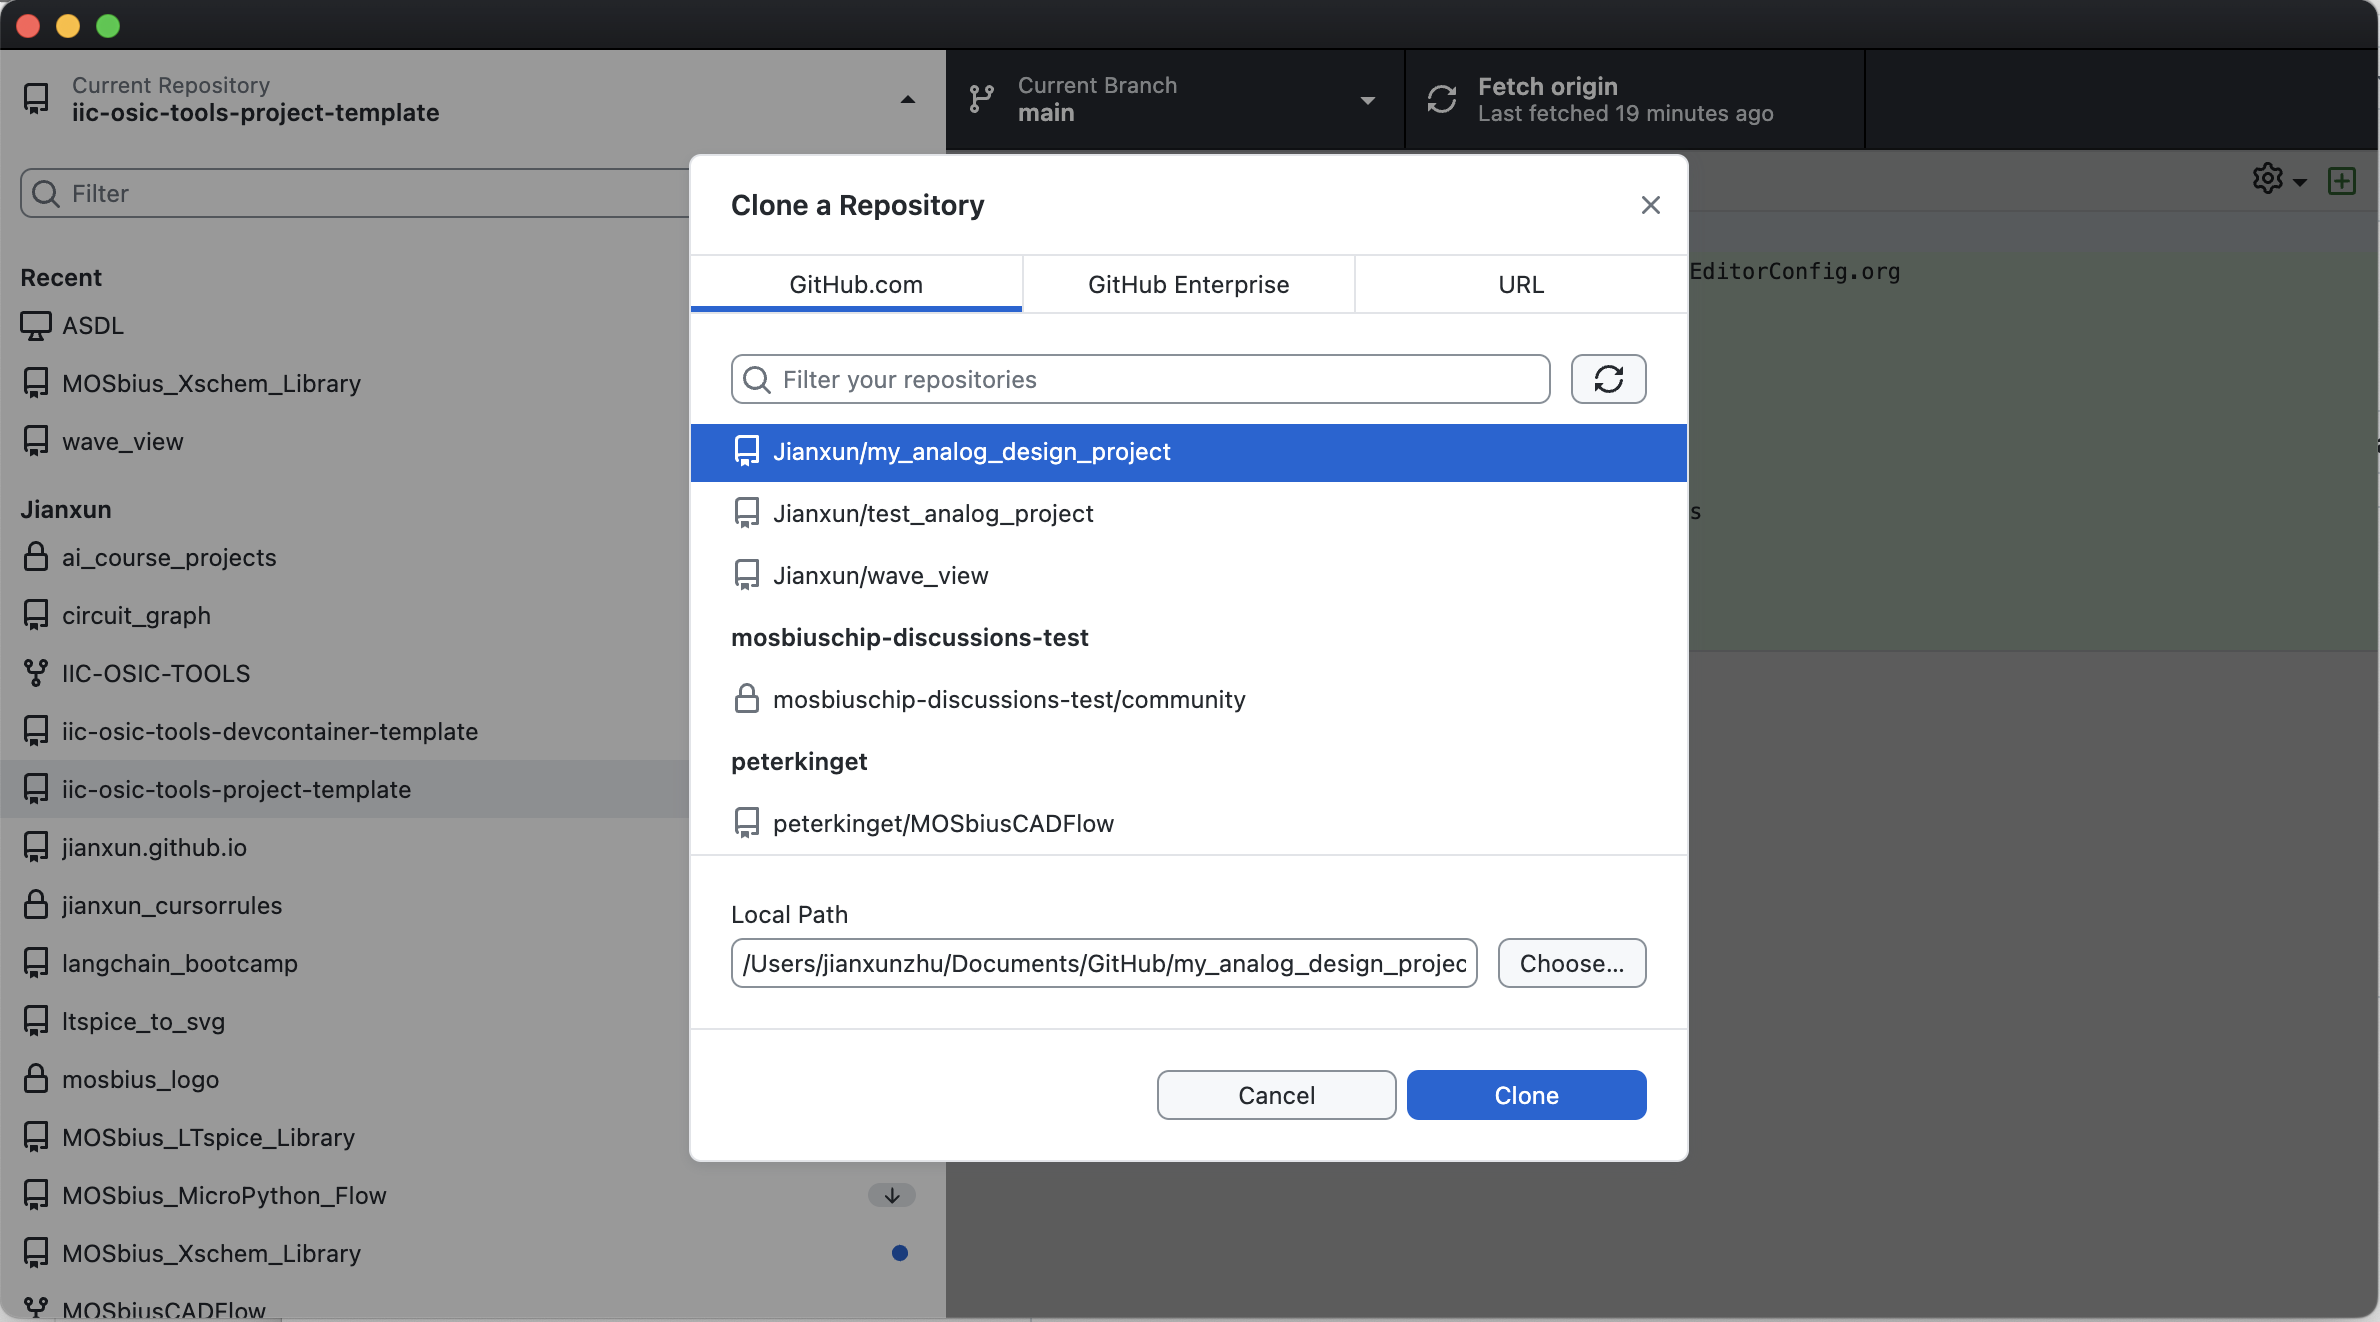 Current Repository
iic-osic-tools-project-template
Current Branch
main
Fetch origin
Last fetched 19 minutes ago
Filter
Recent
ASDL
MOSbius_Xschem_Library
wave_view
Jianxun
ai_course_projects
circuit_graph
IIC-OSIC-TOOLS
iic-osic-tools-devcontainer-template
iic-osic-tools-project-template
jianxun.github.io
jianxun_cursorrules
langchain_bootcamp
ltspice_to_svg
mosbius_logo
MOSbius_LTspice_Library
MOSbius_MicroPython_Flow
MOSbius_Xschem_Library
MOSbiusCADFlow
Clone a Repository
GitHub.com
GitHub Enterprise
URL
Filter your repositories
Jianxun/my_analog_design_project
Jianxun/test_analog_project
Jianxun/wave_view
mosbiuschip-discussions-test
mosbiuschip-discussions-test/community
peterkinget
peterkinget/MOSbiusCADFlow
Local Path
/Users/jianxunzhu/Documents/GitHub/my_analog_design_projec
Choose...
Cancel
Clone
EditorConfig.org
s